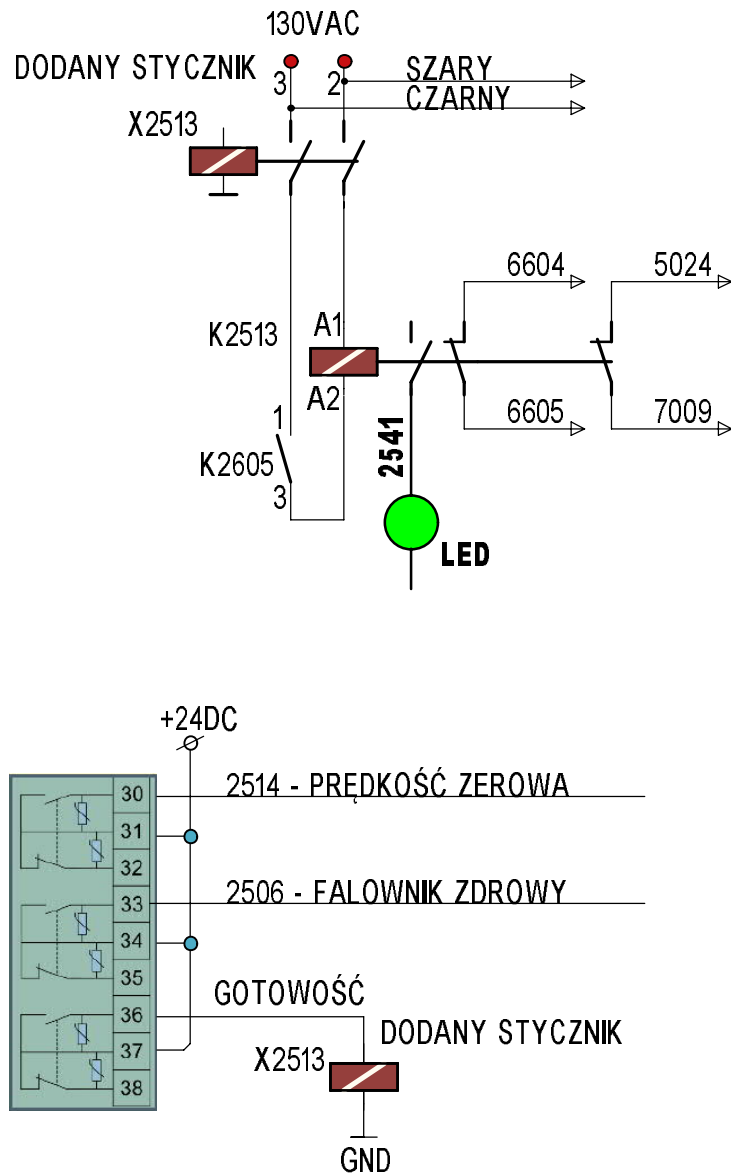 130VAC
DODANY STYCZNIK
3
2
SZARY
CZARNY
X2513
6604
5024
K2513
A1
A2
6605
7009
1
K2605
3
2541
LED
+24DC
30
2514 - PRĘDKOŚĆ ZEROWA
31
32
33
2506 - FALOWNIK ZDROWY
34
35
36
GOTOWOŚĆ
37
DODANY STYCZNIK
X2513
38
GND